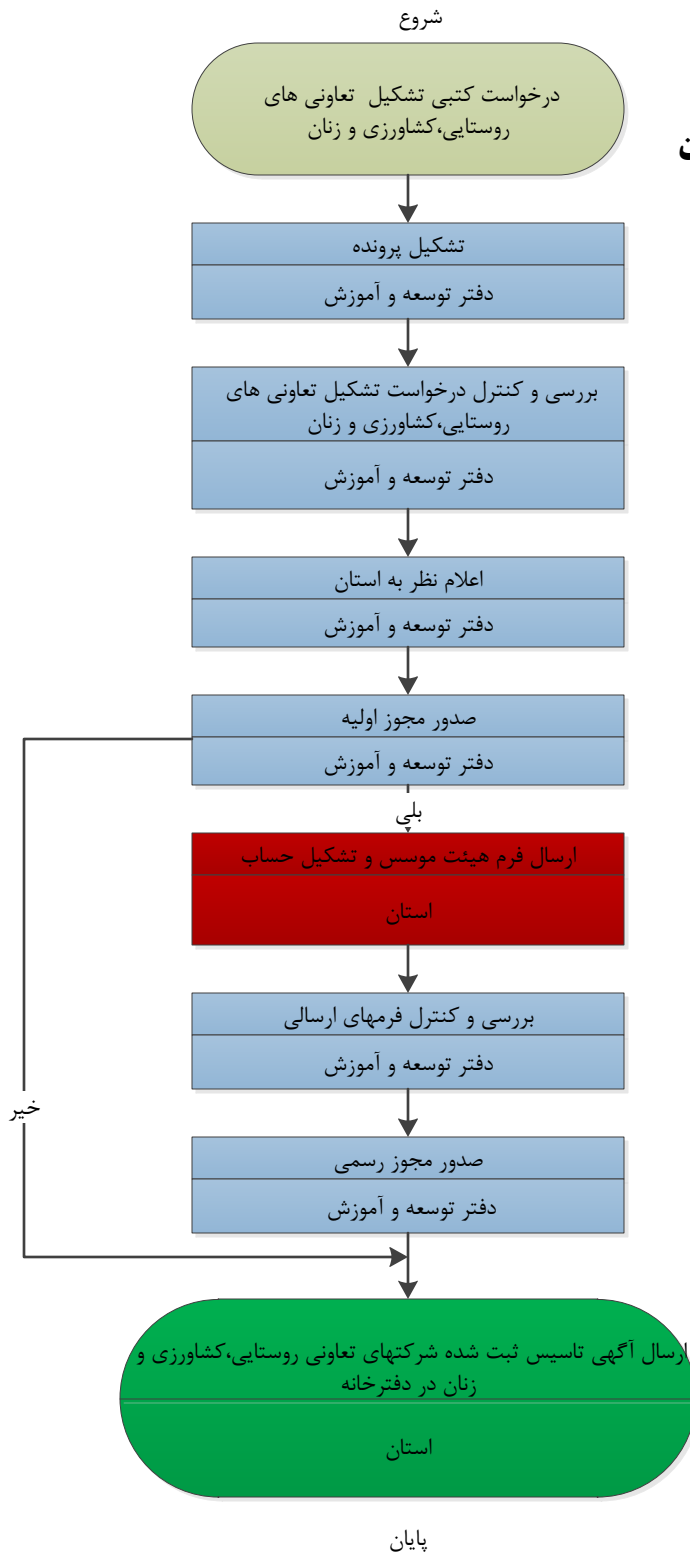 شروع
درخواست کتبی تشکیل تعاونی های
روستایی،کشاورزی و زنان
تشکیل پرونده
دفتر توسعه و آموزش
بررسی و کنترل درخواست تشکیل تعاونی های
روستایی،کشاورزی و زنان
دفتر توسعه و آموزش
اعلام نظر به استان
دفتر توسعه و آموزش
صدور مجوز اولیه
دفتر توسعه و آموزش
بلی
ارسال فرم هیئت موسس و تشکیل حساب
استان
بررسی و کنترل فرمهای ارسالی
دفتر توسعه و آموزش
خیر
صدور مجوز رسمی
دفتر توسعه و آموزش
ارسال آگهی تاسیس ثبت شده شرکتهای تعاونی روستایی،کشاورزی و
زنان در دفترخانه
استان
پایان